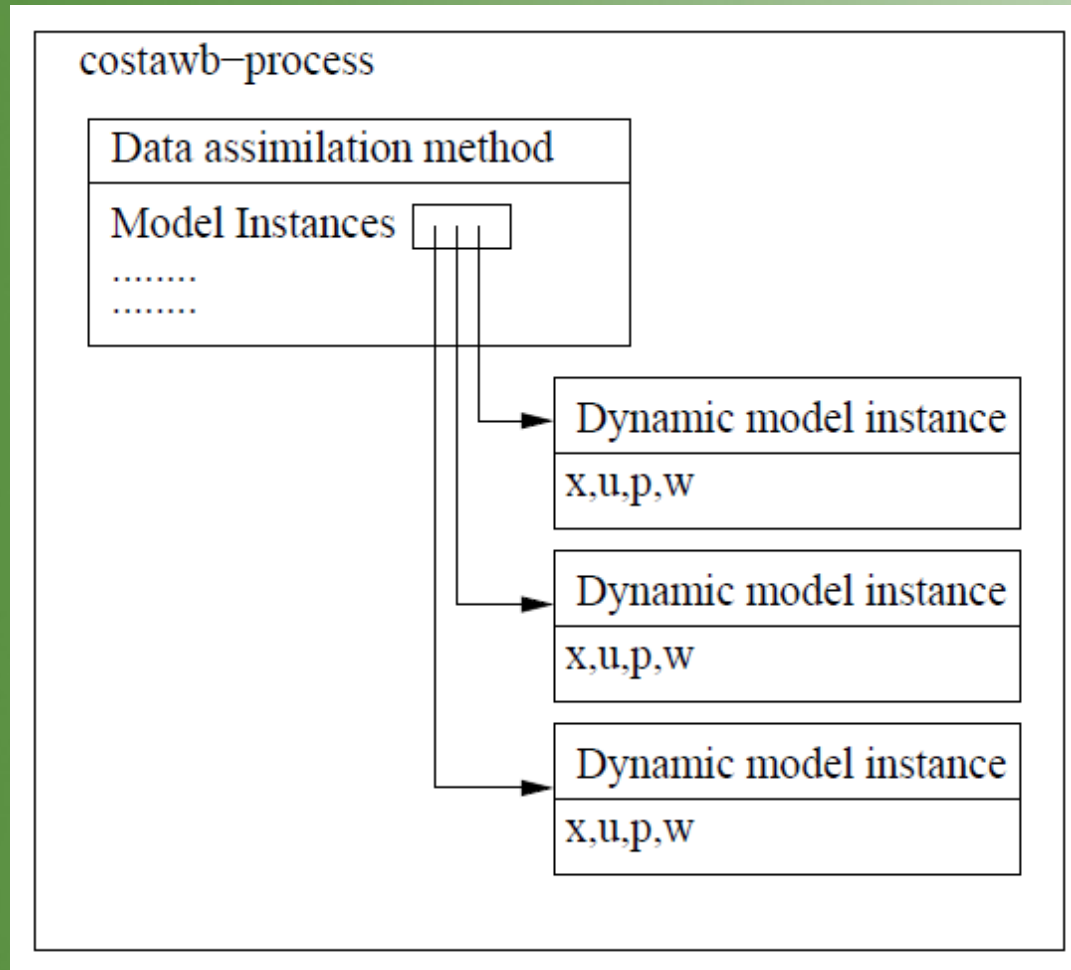 costawb−process
Data assimilation method
Model Instances
........
........
Dynamic model instance
x,u,p,w
Dynamic model instance
x,u,p,w
Dynamic model instance
x,u,p,w